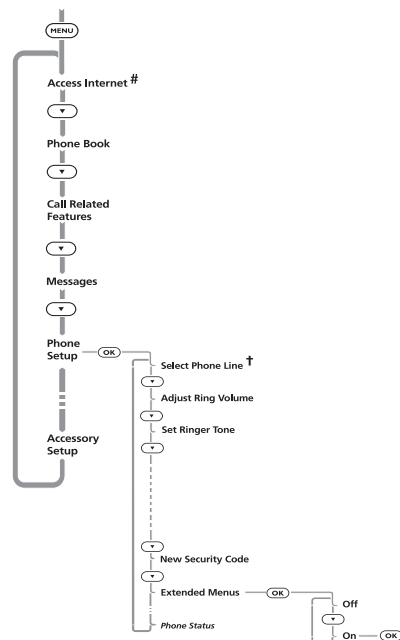 MENU
Access Internet #
Phone Book
Call Related
Features
Messages
Phone
Setup
OK
Select Phone Line †
Adjust Ring Volume
Set Ringer Tone
Accessory
Setup
New Security Code
Extended Menus
OK
Off
Phone Status
On
OK